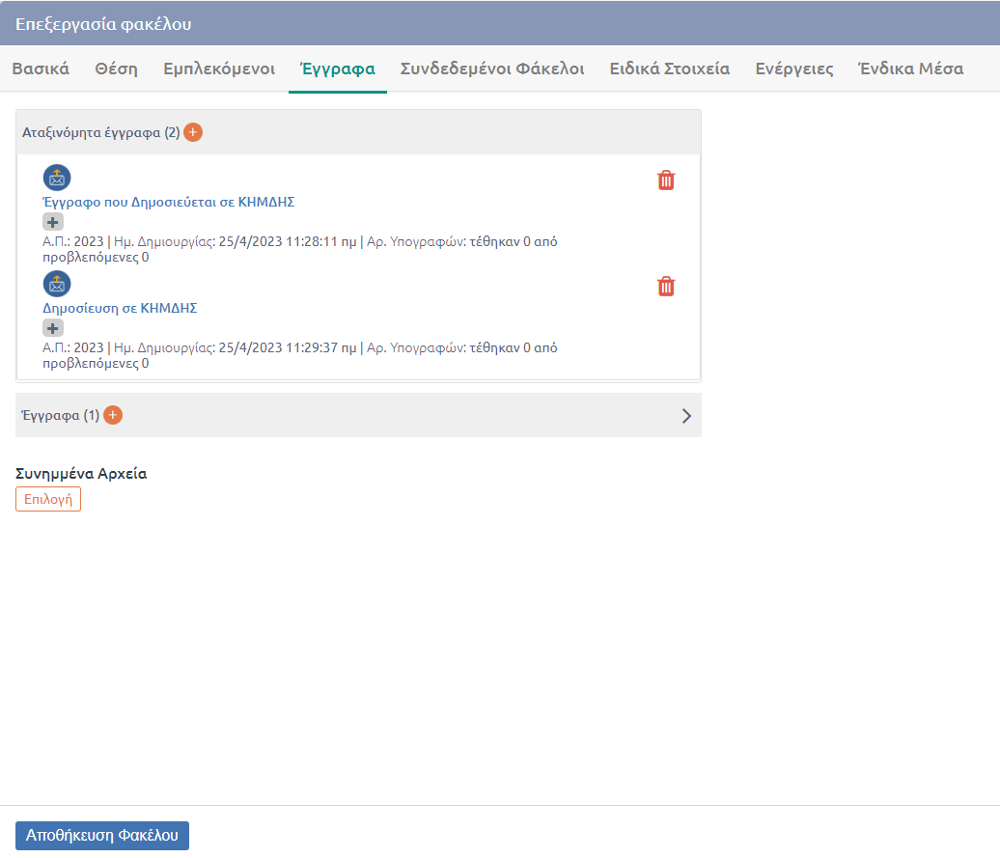 Επεξεργασία φακέλου
Βασικά Θέση Εμπλεκόμενοι Έγγραφα Συνδεδεμένοι Φάκελοι Ειδικά Στοιχεία Ενέργειες Ένδικα Μέσα
Αταξινόμητα έγγραφα (2)
Έγγραφο που Δημοσιεύεται σε ΚΗΜΔΗΣ
Α.Π.: 2023 | Ημ. Δημιουργίας: 25/4/2023 11:28:11 πμ | Αρ. Υπογραφών: τέθηκαν 0 από
προβλεπόμενες 0
Δημοσίευση σε ΚΗΜΔΗΣ
Α.Π.: 2023 | Ημ. Δημιουργίας: 25/4/2023 11:29:37 πμ | Αρ. Υπογραφών: τέθηκαν 0 από
προβλεπόμενες 0
Έγγραφα (1)
Συνημμένα Αρχεία
Επιλογή
Αποθήκευση Φακέλου